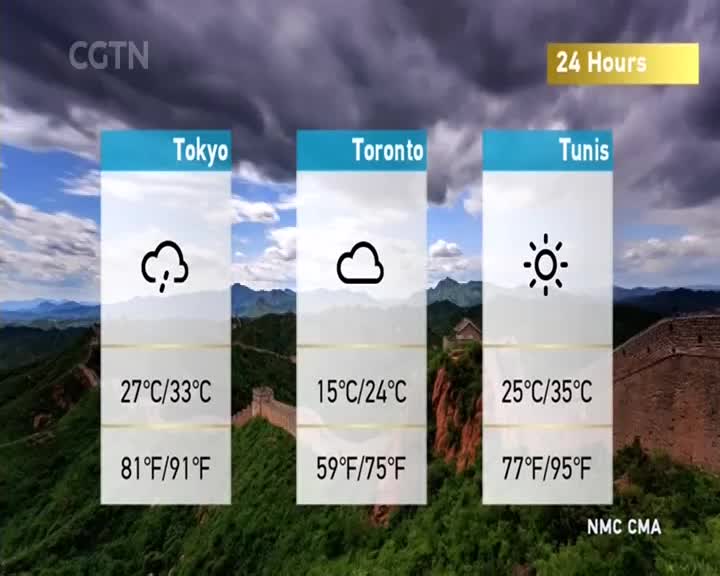 CGTN
24 Hours
Tokyo
27°C/33°C
81°F/91°F
Toronto
15°C/24°C
59°F/75°F
Tunis
25°C/35°C
77°F/95°F
NMC CMA